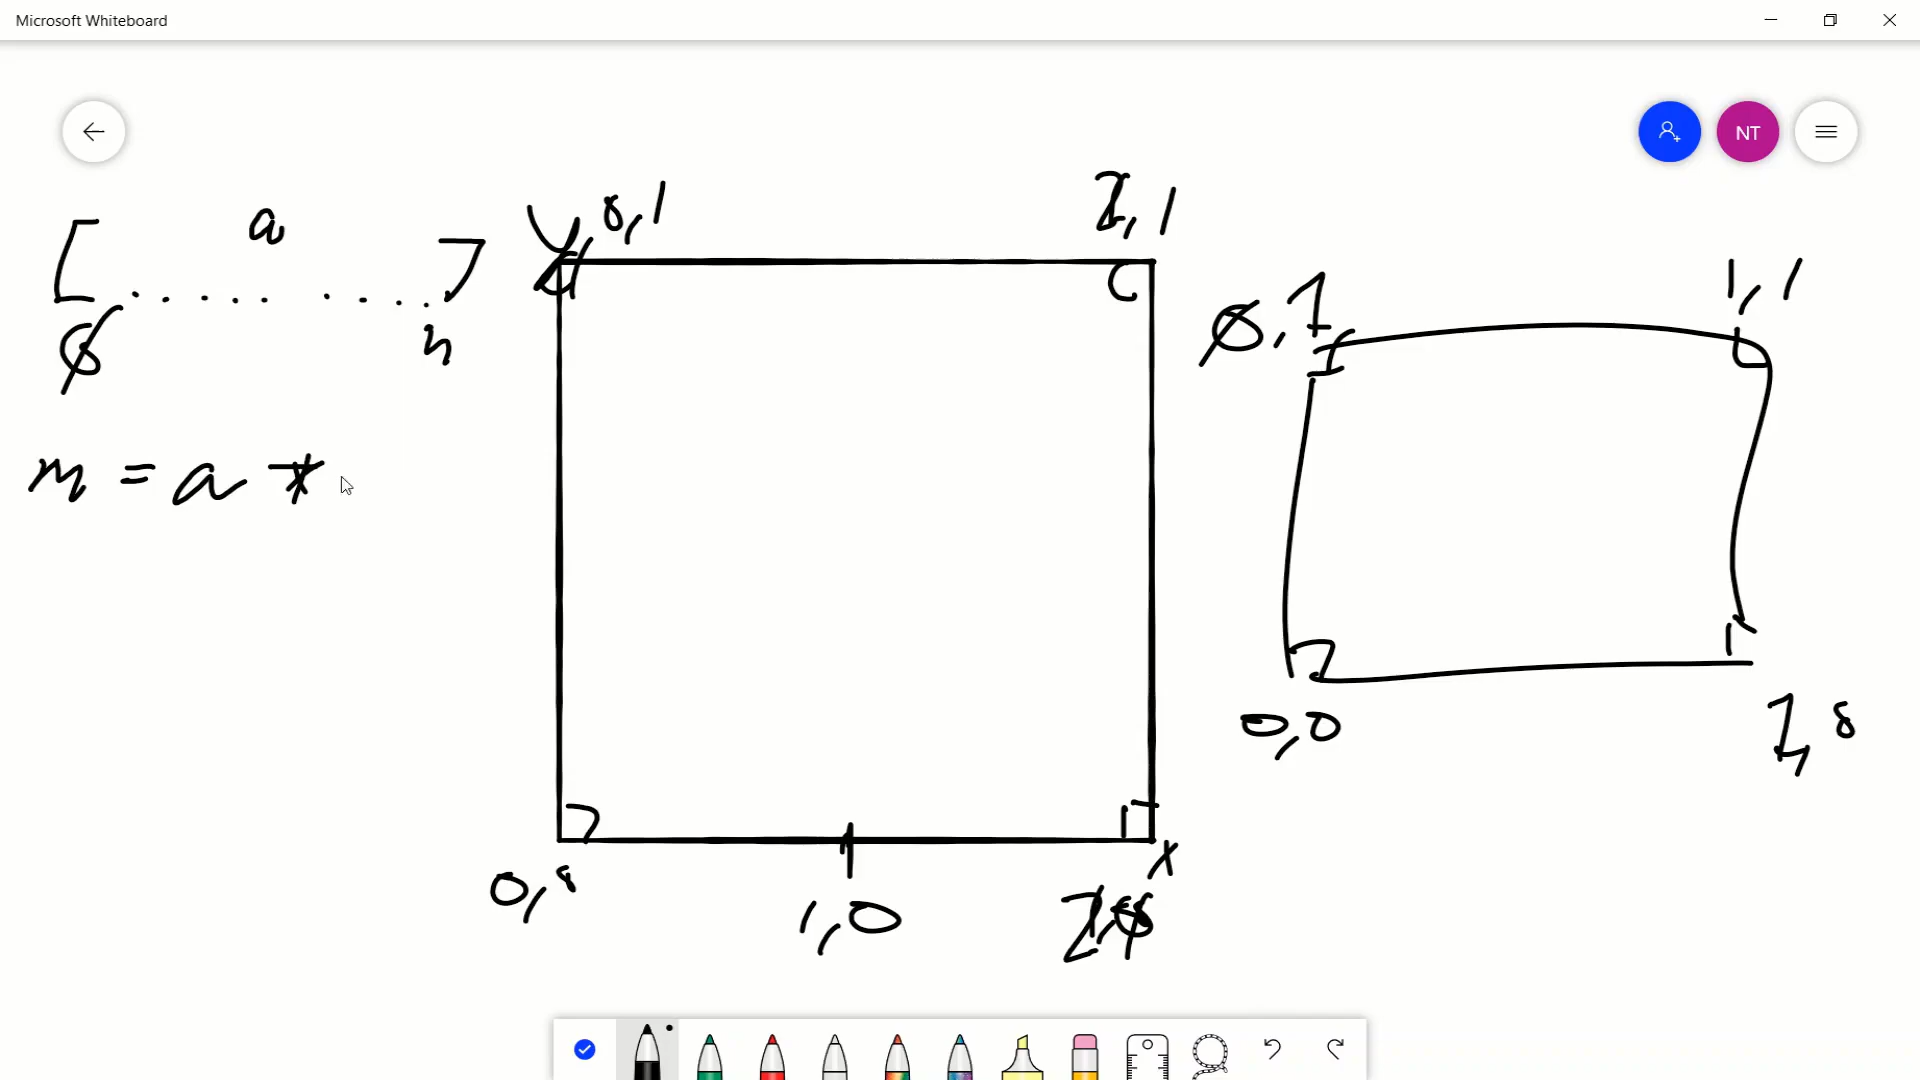 Microsoft Whiteboard
NT
[ a ]
0 n
m = a *
y 0,1
2,1
0,0
1,0
x
0,1
1,1
0,0
1,0